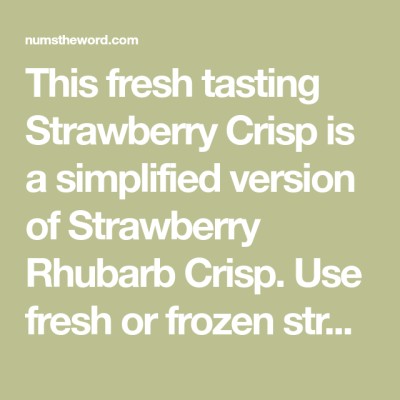 numstheword.com
This fresh tasting
Strawberry Crisp is
a simplified version
of Strawberry
Rhubarb Crisp. Use
fresh or frozen str...